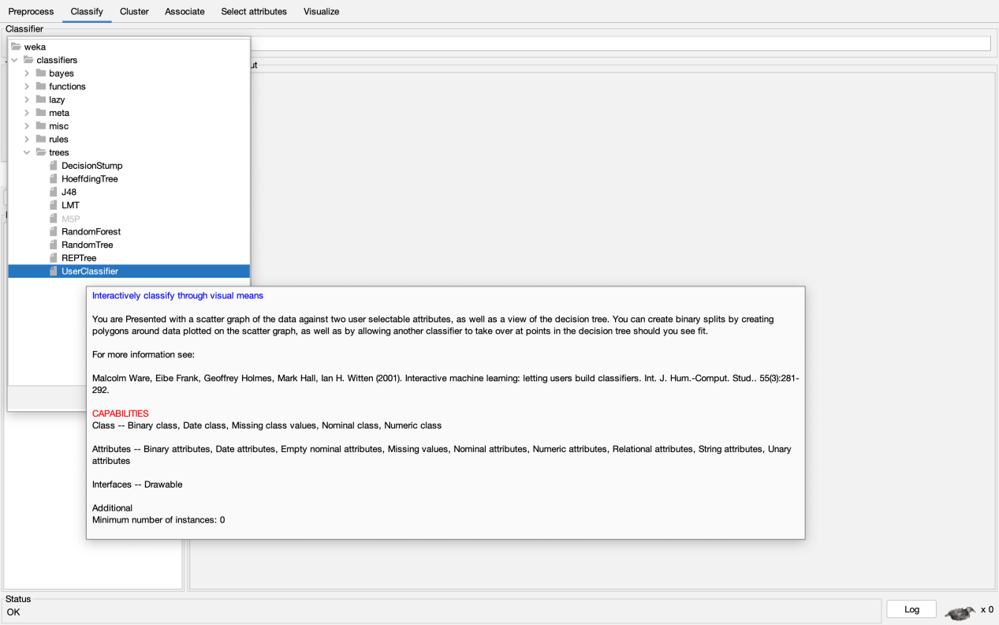 Preprocess Classify Cluster Associate Select attributes Visualize
Classifier
weka
classifiers
bayes
functions
lazy
meta
misc
rules
trees
DecisionStump
HoeffdingTree
J48
LMT
M5P
RandomForest
RandomTree
REPTree
UserClassifier
Interactively classify through visual means
You are Presented with a scatter graph of the data against two user selectable attributes, as well as a view of the decision tree. You can create binary splits by creating
polygons around data plotted on the scatter graph, as well as by allowing another classifier to take over at points in the decision tree should you see fit.
For more information see:
Malcolm Ware, Eibe Frank, Geoffrey Holmes, Mark Hall, Ian H. Witten (2001). Interactive machine learning: letting users build classifiers. Int. J. Hum.-Comput. Stud.. 55(3):281-
292.
CAPABILITIES
Class -- Binary class, Date class, Missing class values, Nominal class, Numeric class
Attributes -- Binary attributes, Date attributes, Empty nominal attributes, Missing values, Nominal attributes, Numeric attributes, Relational attributes, String attributes, Unary
attributes
Interfaces -- Drawable
Additional
Minimum number of instances: 0
Status
OK
Log
x 0